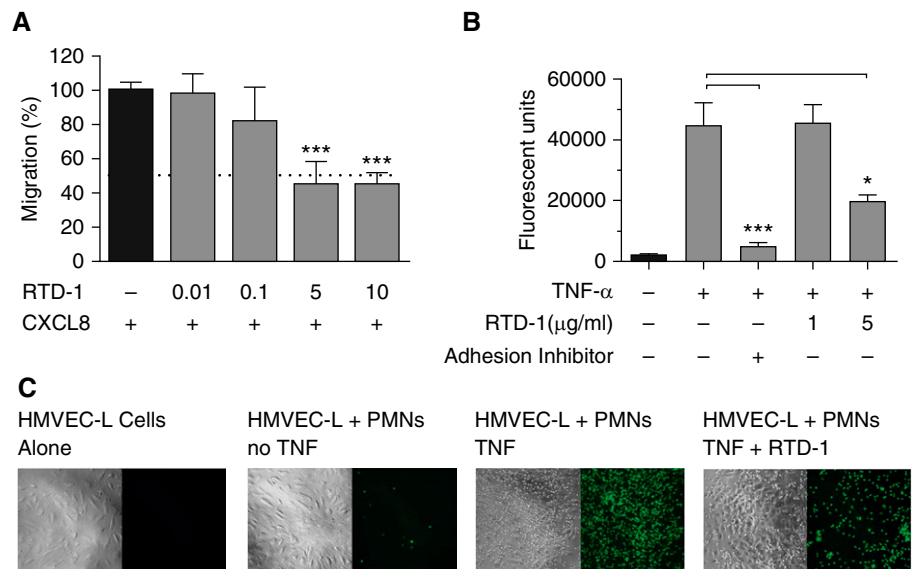 A
Migration (%)
120
100
80
60
40
20
0
*** ***
RTD-1 – 0.01 0.1 5 10
CXCL8 + + + + +
B
Fluorescent units
60000
40000
20000
0
***
*
TNF-α – + + + +
RTD-1(μg/ml) – – – 1 5
Adhesion Inhibitor – – + – –
C
HMVEC-L Cells
Alone
HMVEC-L + PMNs
no TNF
HMVEC-L + PMNs
TNF
HMVEC-L + PMNs
TNF + RTD-1